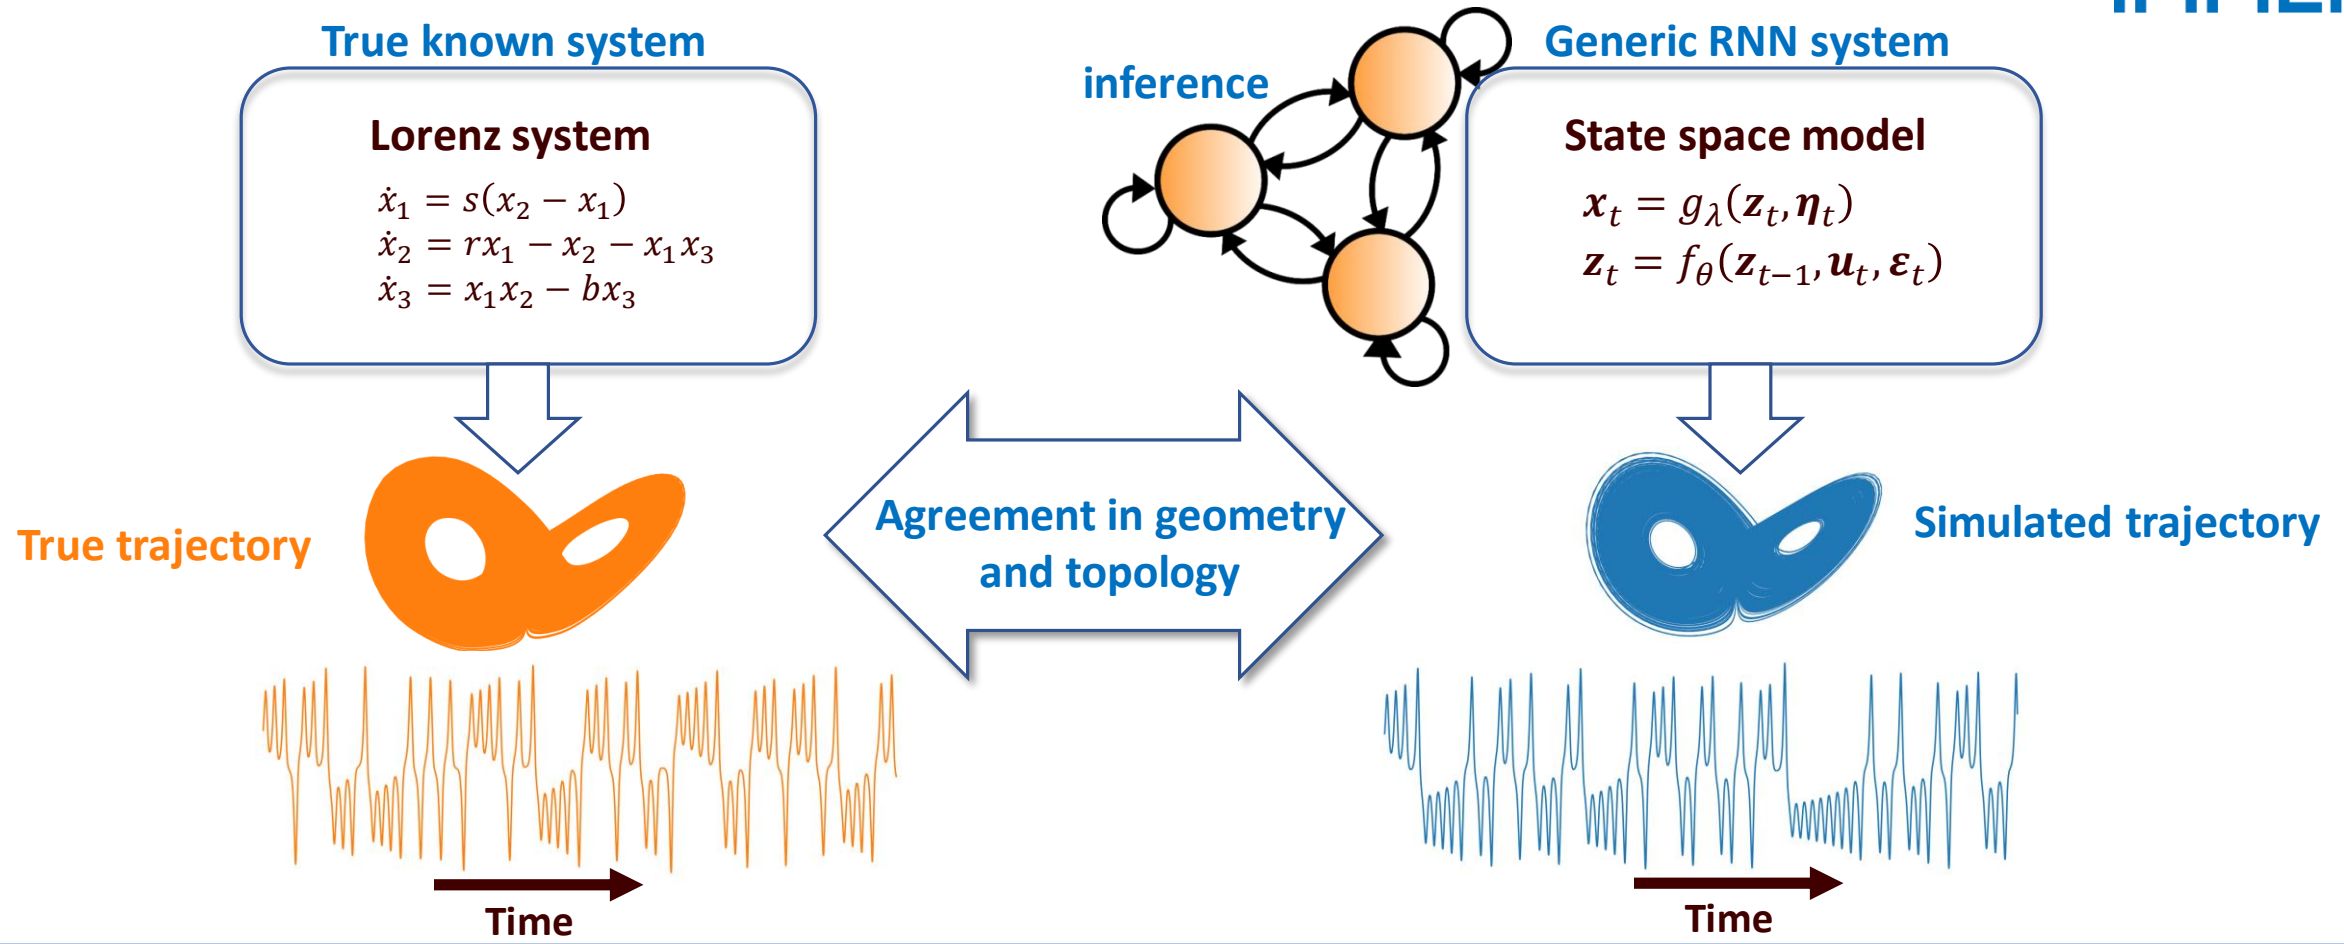 True known system
Lorenz system
ẋ₁ = s(x₂ − x₁)
ẋ₂ = rx₁ − x₂ − x₁x₃
ẋ₃ = x₁x₂ − bx₃
inference
Generic RNN system
State space model
𝒙ₜ = g_λ(𝒛ₜ, 𝜼ₜ)
𝒛ₜ = f_θ(𝒛ₜ₋₁, 𝒖ₜ, 𝜺ₜ)
True trajectory
Agreement in geometry
and topology
Simulated trajectory
Time
Time